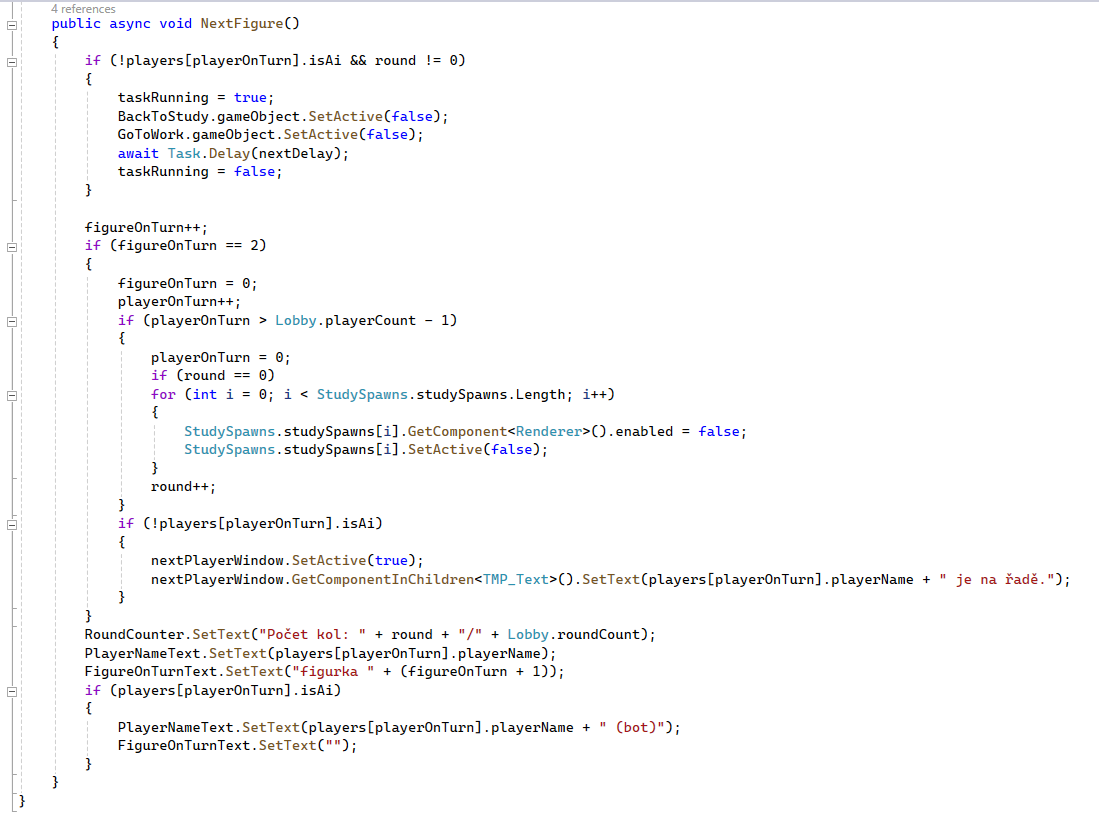 4 references
public async void NextFigure()
{
if (!players[playerOnTurn].isAi && round != 0)
{
taskRunning = true;
BackToStudy.gameObject.SetActive(false);
GoToWork.gameObject.SetActive(false);
await Task.Delay(nextDelay);
taskRunning = false;
}
figureOnTurn++;
if (figureOnTurn == 2)
{
figureOnTurn = 0;
playerOnTurn++;
if (playerOnTurn > Lobby.playerCount - 1)
{
playerOnTurn = 0;
if (round == 0)
for (int i = 0; i < StudySpawns.studySpawns.Length; i++)
{
StudySpawns.studySpawns[i].GetComponent<Renderer>().enabled = false;
StudySpawns.studySpawns[i].SetActive(false);
}
round++;
}
if (!players[playerOnTurn].isAi)
{
nextPlayerWindow.SetActive(true);
nextPlayerWindow.GetComponentInChildren<TMP_Text>().SetText(players[playerOnTurn].playerName + " je na řadě.");
}
}
RoundCounter.SetText("Počet kol: " + round + "/" + Lobby.roundCount);
PlayerNameText.SetText(players[playerOnTurn].playerName);
FigureOnTurnText.SetText("figurka " + (figureOnTurn + 1));
if (players[playerOnTurn].isAi)
{
PlayerNameText.SetText(players[playerOnTurn].playerName + " (bot)");
FigureOnTurnText.SetText("");
}
}
}